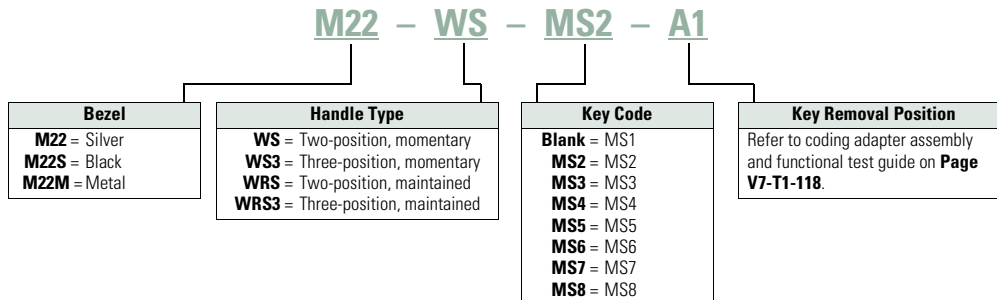 M22 – WS – MS2 – A1
Bezel
M22 = Silver
M22S = Black
M22M = Metal
Handle Type
WS = Two-position, momentary
WS3 = Three-position, momentary
WRS = Two-position, maintained
WRS3 = Three-position, maintained
Key Code
Blank = MS1
MS2 = MS2
MS3 = MS3
MS4 = MS4
MS5 = MS5
MS6 = MS6
MS7 = MS7
MS8 = MS8
Key Removal Position
Refer to coding adapter assembly
and functional test guide on Page
V7-T1-118.